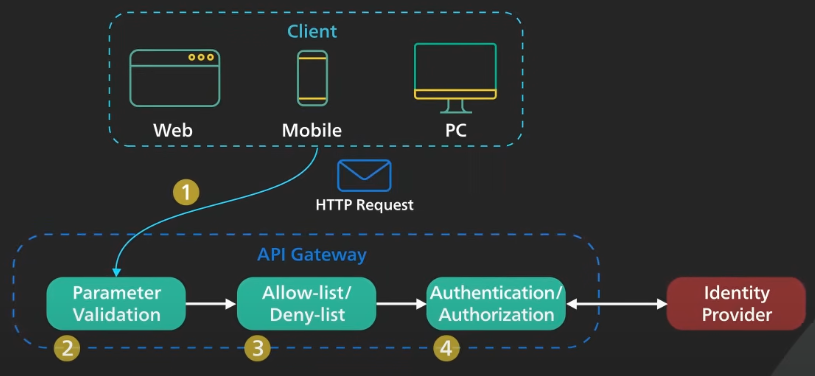 Client
Web
Mobile
PC
1
HTTP Request
API Gateway
Parameter
Validation
Allow-list/
Deny-list
Authentication/
Authorization
Identity
Provider
2
3
4